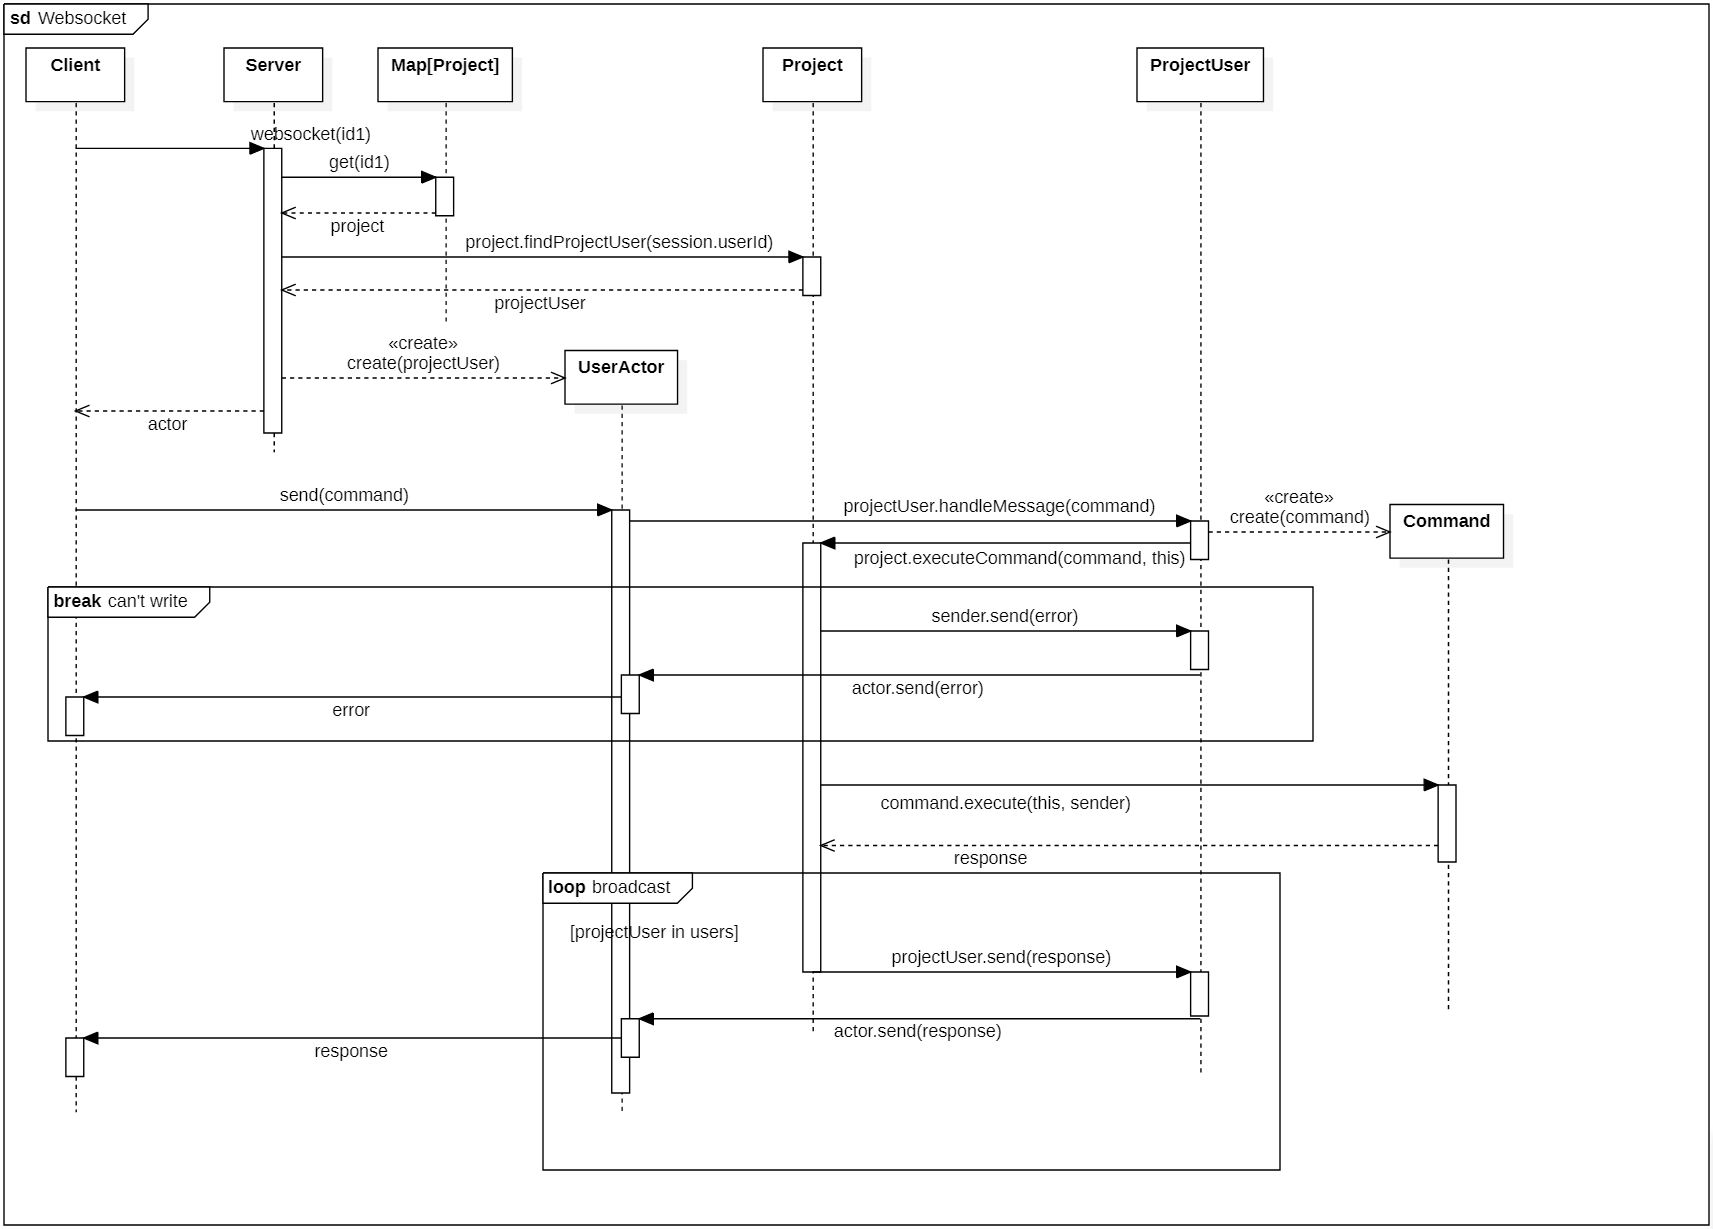 sd Websocket
Client
Server
Map[Project]
Project
ProjectUser
websocket(id1)
get(id1)
project
project.findProjectUser(session.userId)
projectUser
«create»
create(projectUser)
UserActor
actor
send(command)
projectUser.handleMessage(command)
«create»
create(command)
Command
project.executeCommand(command, this)
break can't write
sender.send(error)
actor.send(error)
error
command.execute(this, sender)
response
loop broadcast
[projectUser in users]
projectUser.send(response)
actor.send(response)
response